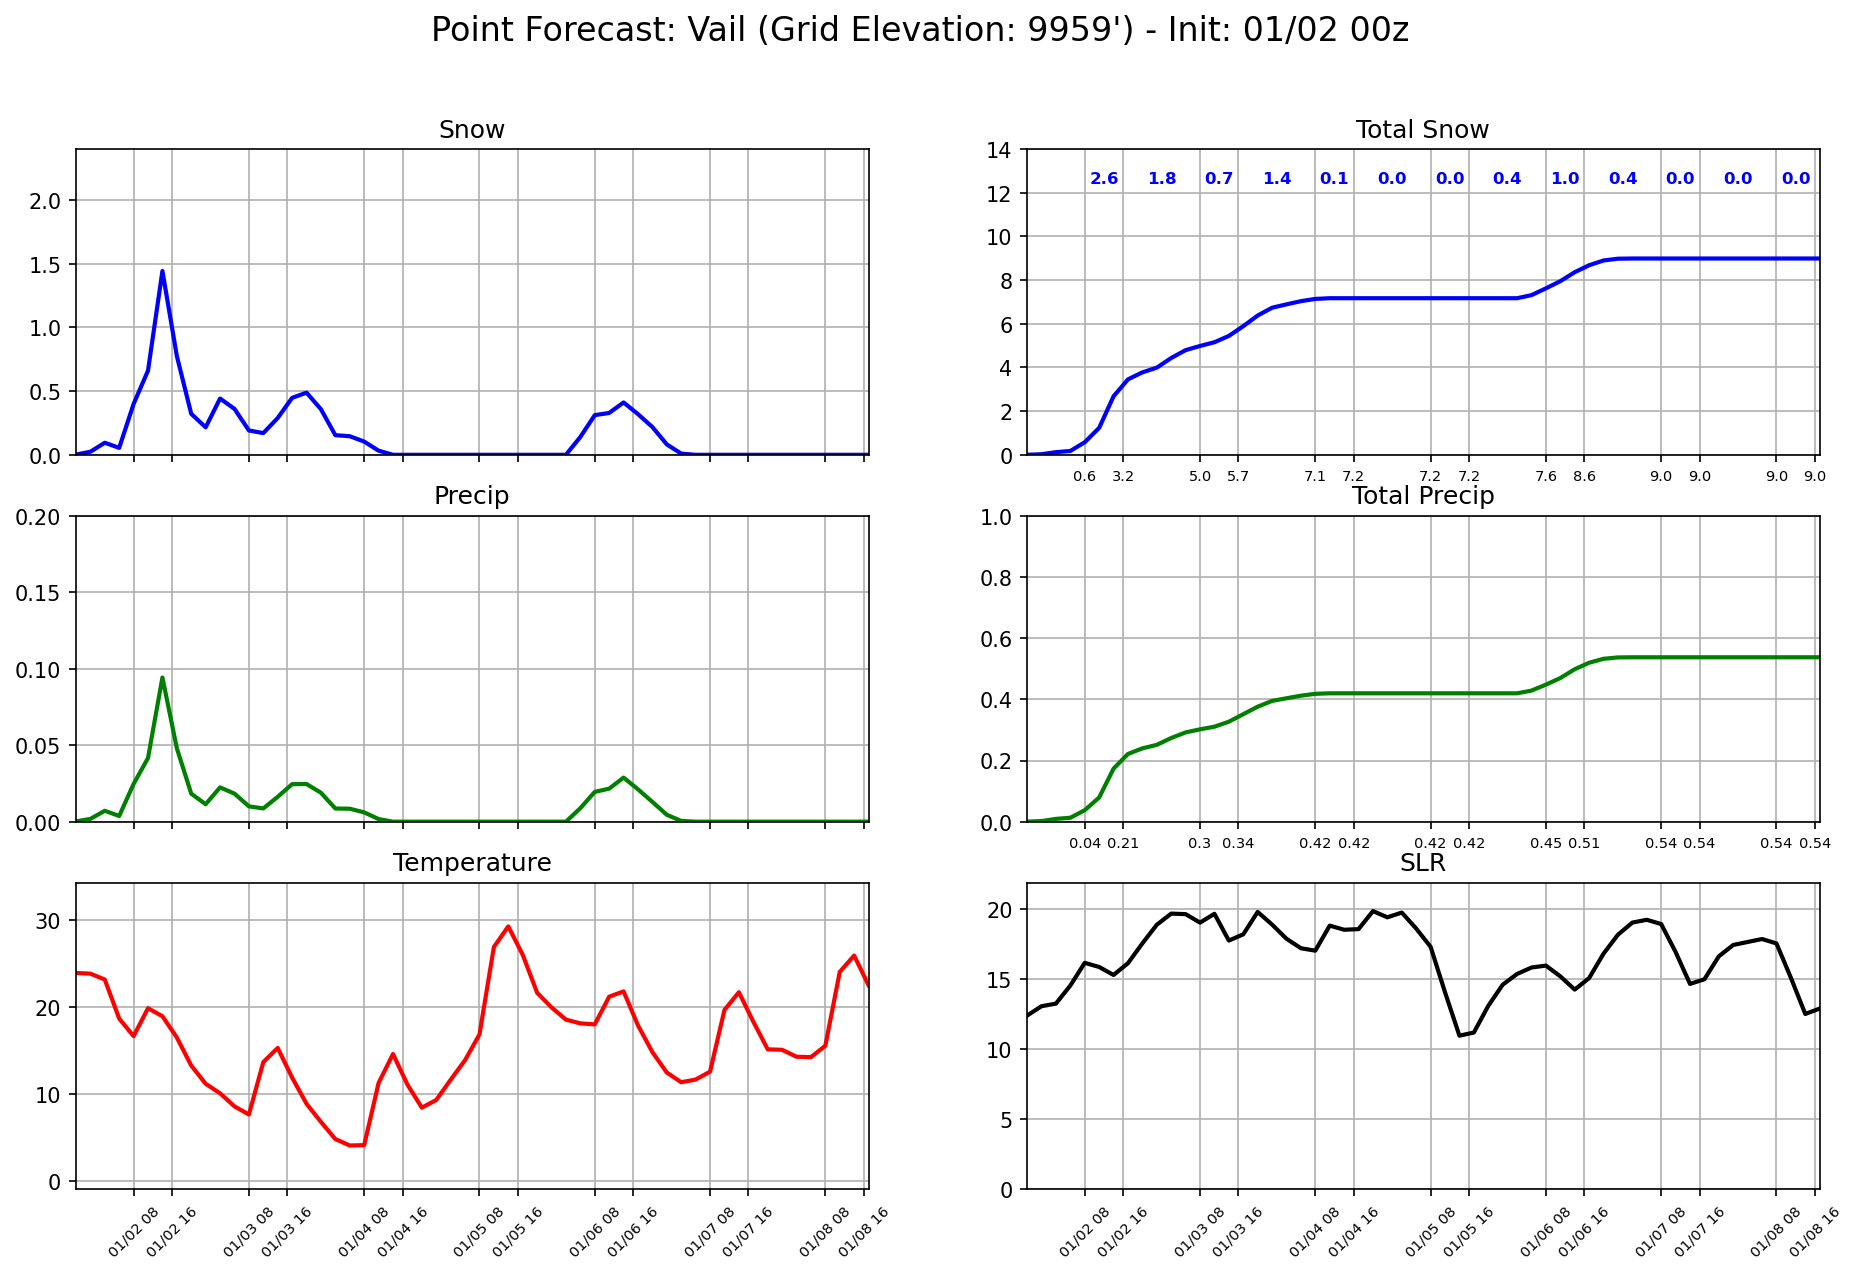 Point Forecast: Vail (Grid Elevation: 9959') - Init: 01/02 00z
Snow
2.0
1.5
1.0
0.5
0.0
Total Snow
14
12
10
8
6
4
2
0
2.6 1.8 0.7 1.4 0.1 0.0 0.0 0.4 1.0 0.4 0.0 0.0 0.0
0.6 3.2 5.0 5.7 7.1 7.2 7.2 7.2 7.6 8.6 9.0 9.0 9.0 9.0
Precip
0.20
0.15
0.10
0.05
0.00
Total Precip
1.0
0.8
0.6
0.4
0.2
0.0
0.04 0.21 0.3 0.34 0.42 0.42 0.42 0.42 0.45 0.51 0.54 0.54 0.54 0.54
Temperature
30
20
10
0
01/02 08 01/02 16 01/03 08 01/03 16 01/04 08 01/04 16 01/05 08 01/05 16 01/06 08 01/06 16 01/07 08 01/07 16 01/08 08 01/08 16
SLR
20
15
10
5
0
01/02 08 01/02 16 01/03 08 01/03 16 01/04 08 01/04 16 01/05 08 01/05 16 01/06 08 01/06 16 01/07 08 01/07 16 01/08 08 01/08 16